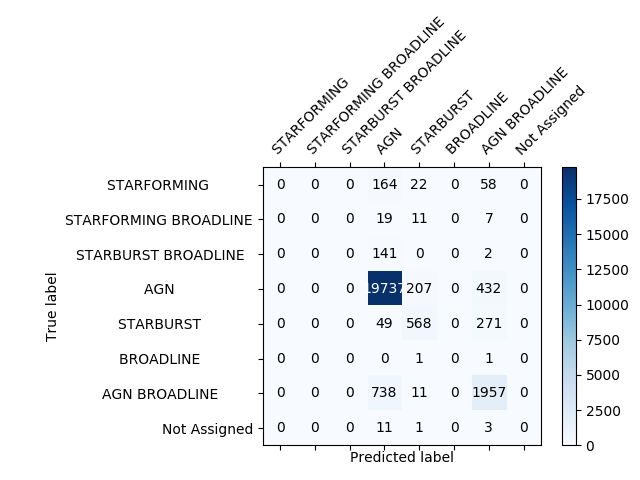 STARFORMING
STARFORMING BROADLINE
STARBURST BROADLINE
AGN
STARBURST
BROADLINE
AGN BROADLINE
Not Assigned
STARFORMING 0 0 0 164 22 0 58 0
STARFORMING BROADLINE 0 0 0 19 11 0 7 0
STARBURST BROADLINE 0 0 0 141 0 0 2 0
AGN 0 0 0 19737 207 0 432 0
STARBURST 0 0 0 49 568 0 271 0
BROADLINE 0 0 0 0 1 0 1 0
AGN BROADLINE 0 0 0 738 11 0 1957 0
Not Assigned 0 0 0 11 1 0 3 0
True label
Predicted label
17500
15000
12500
10000
7500
5000
2500
0